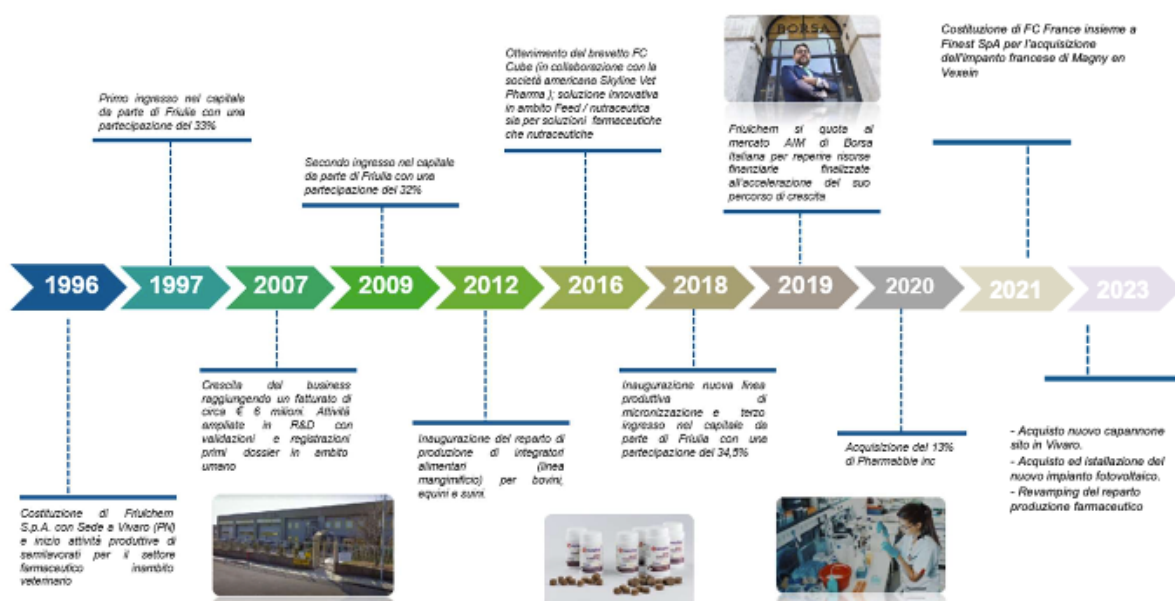 Primo ingresso nel capitale
da parte di Friulia con una
partecipazione del 33%
Secondo ingresso nel capitale
da parte di Friulia con una
partecipazione del 32%
Ottenimento del brevetto FC
Cube (in collaborazione con la
società americana Skyline Vet
Pharma ); soluzione innovativa
in ambito Feed / nutraceutica
sia per soluzioni farmaceutiche
che nutraceutiche
BORSA
Friulchem si quota al
mercato AIM di Borsa
Italiana per reperire risorse
finanziarie finalizzate
all'accelerazione del suo
percorso di crescita
Costituzione di FC France insieme a
Finest SpA per l'acquisizione
dell'impanto francese di Magny en
Vexein
1996
1997
2007
2009
2012
2016
2018
2019
2020
2021
2023
Costituzione di Friulchem
S.p.A. con Sede a Vivaro (PN)
e inizio attività produttive di
semilavorati per il settore
farmaceutico inambito
veterinario
Crescita del business
raggiungendo un fatturato di
circa € 6 milioni. Attività
ampliate in R&D con
validazioni e registrazioni
primi dossier in ambito
umano
Inaugurazione del reparto di
produzione di integratori
alimentari (linea
mangimificio) per bovini,
equini e suini.
Inaugurazione nuova linea
produttiva di
micronizzazione e terzo
ingresso nel capitale da
parte di Friulia con una
partecipazione del 34,5%
Acquisizione del 13%
di Pharmabbie inc
- Acquisto nuovo capannone
sito in Vivaro.
- Acquisto ed istallazione del
nuovo impianto fotovoltaico.
- Revamping del reparto
produzione farmaceutico